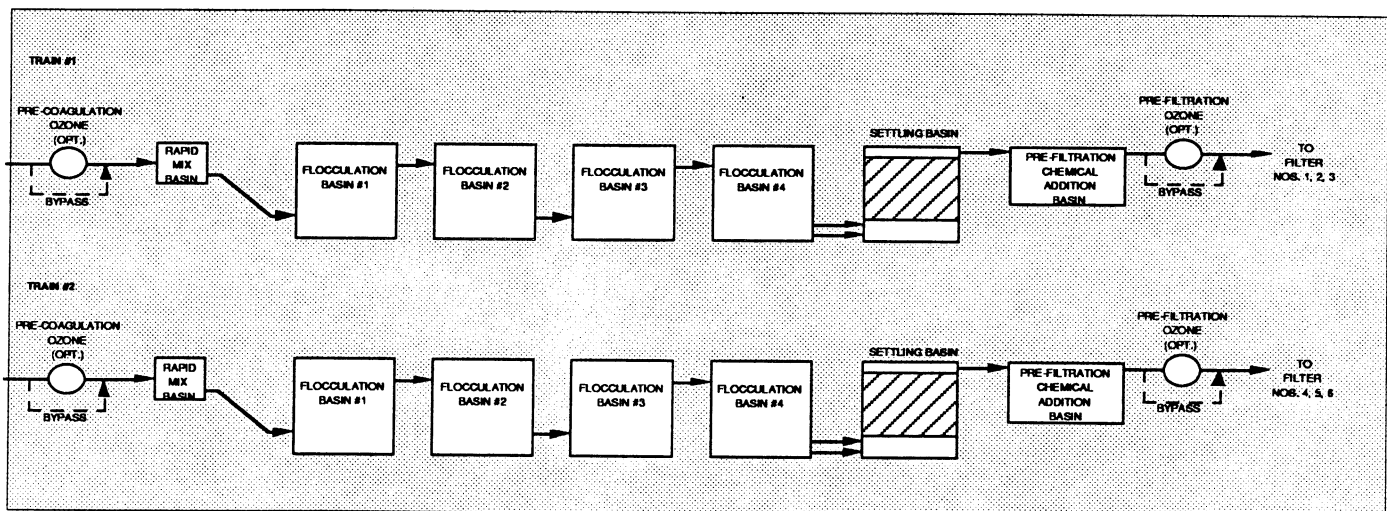 TRAIN #1
PRE-COAGULATION
OZONE
(OPT.)
BYPASS
RAPID
MIX
BASIN
FLOCCULATION
BASIN #1
FLOCCULATION
BASIN #2
FLOCCULATION
BASIN #3
FLOCCULATION
BASIN #4
SETTLING BASIN
PRE-FILTRATION
CHEMICAL
ADDITION
BASIN
PRE-FILTRATION
OZONE
(OPT.)
BYPASS
TO
FILTER
NOS. 1, 2, 3
TRAIN #2
PRE-COAGULATION
OZONE
(OPT.)
BYPASS
RAPID
MIX
BASIN
FLOCCULATION
BASIN #1
FLOCCULATION
BASIN #2
FLOCCULATION
BASIN #3
FLOCCULATION
BASIN #4
SETTLING BASIN
PRE-FILTRATION
CHEMICAL
ADDITION
BASIN
PRE-FILTRATION
OZONE
(OPT.)
BYPASS
TO
FILTER
NOS. 4, 5, 6